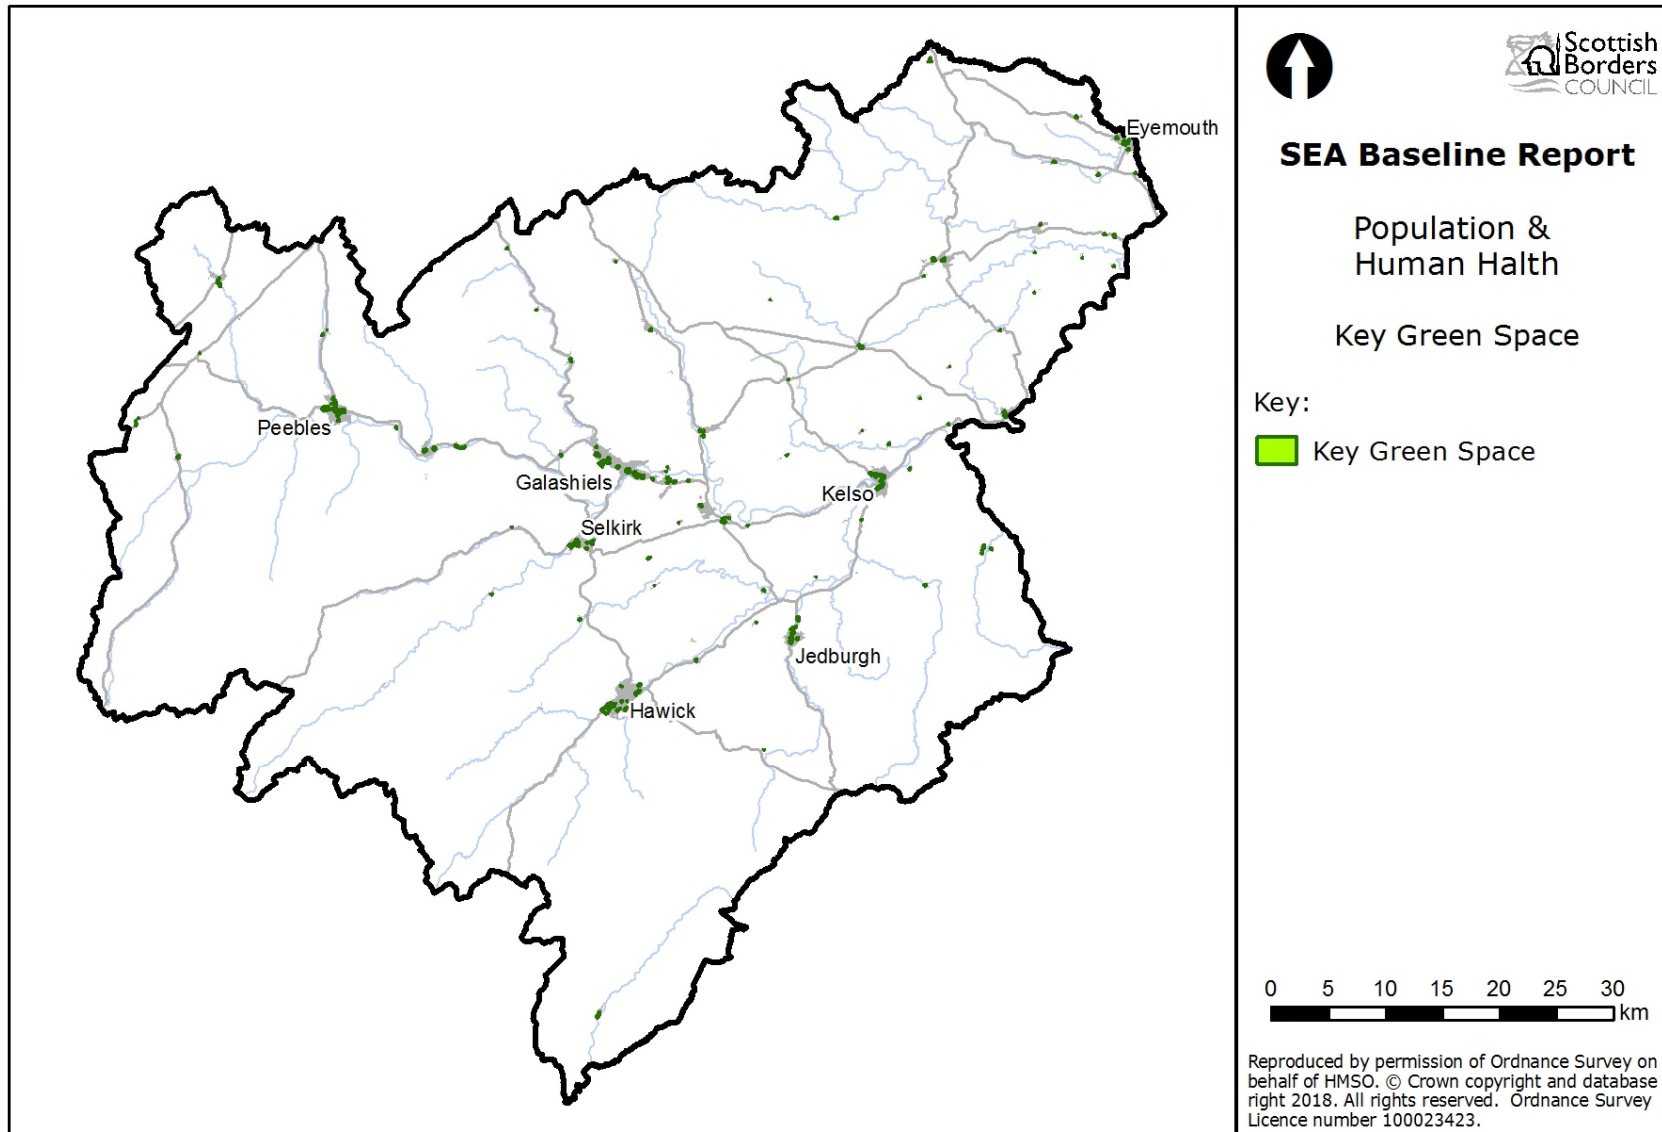 Scottish
Borders
COUNCIL
SEA Baseline Report
Population &
Human Halth
Key Green Space
Key:
Key Green Space
Eyemouth
Peebles
Galashiels
Kelso
Selkirk
Jedburgh
Hawick
0 5 10 15 20 25 30
km
Reproduced by permission of Ordnance Survey on
behalf of HMSO. © Crown copyright and database
right 2018. All rights reserved. Ordnance Survey
Licence number 100023423.